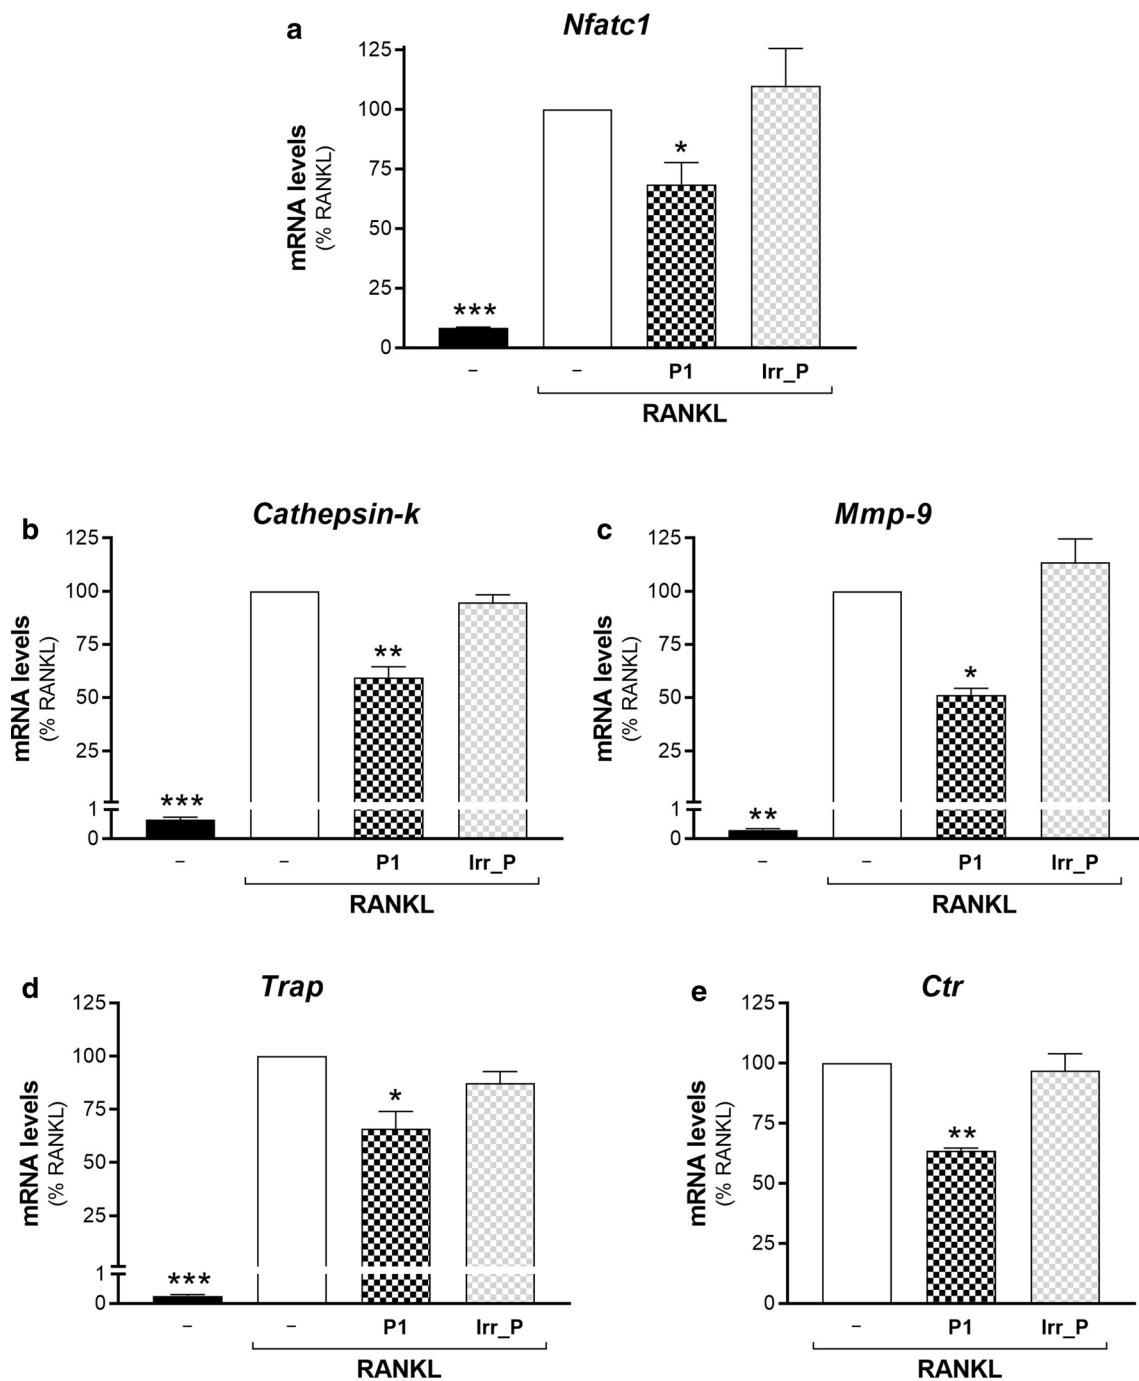 a
Nfatc1
mRNA levels
(% RANKL)
125
100
75
50
25
0
***
*
– – P1 Irr_P
RANKL
b
Cathepsin-k
mRNA levels
(% RANKL)
125
100
75
50
25
1
0
***
**
– – P1 Irr_P
RANKL
c
Mmp-9
mRNA levels
(% RANKL)
125
100
75
50
25
1
0
**
*
– – P1 Irr_P
RANKL
d
Trap
mRNA levels
(% RANKL)
125
100
75
50
25
1
0
***
*
– – P1 Irr_P
RANKL
e
Ctr
mRNA levels
(% RANKL)
125
100
75
50
25
0
**
– P1 Irr_P
RANKL